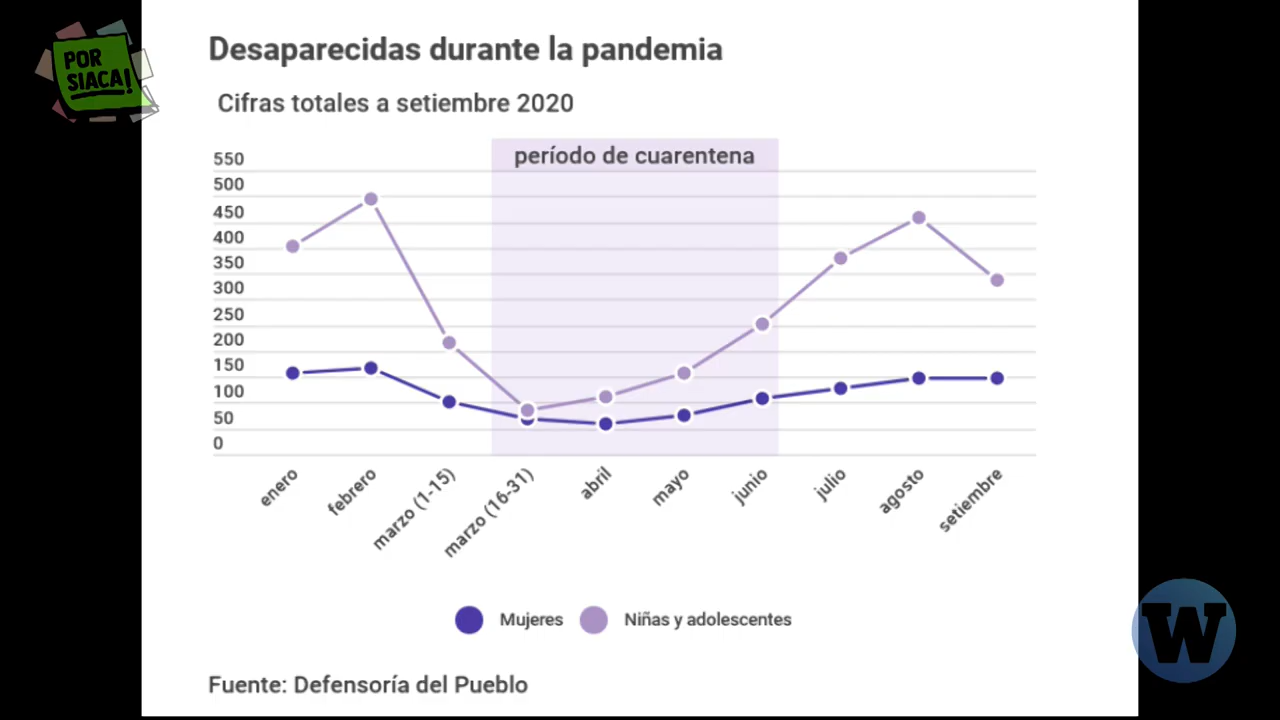 POR
SIACA!
Desaparecidas durante la pandemia
Cifras totales a setiembre 2020
período de cuarentena
550
500
450
400
350
300
250
200
150
100
50
0
enero
febrero
marzo (1-15)
marzo (16-31)
abril
mayo
junio
julio
agosto
setiembre
Mujeres
Niñas y adolescentes
W
Fuente: Defensoría del Pueblo